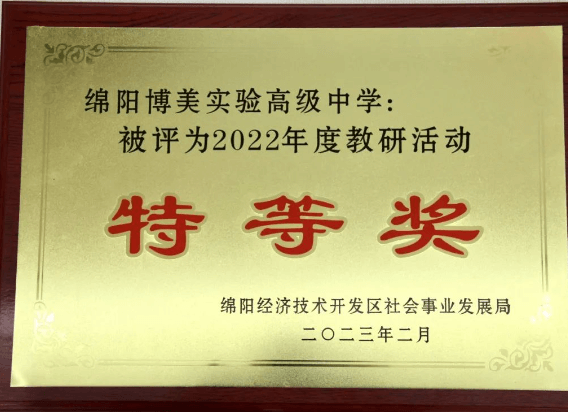 绵阳博美实验高级中学：
被评为2022年度教研活动
特等奖
绵阳经济技术开发区社会事业发展局
二〇二三年二月